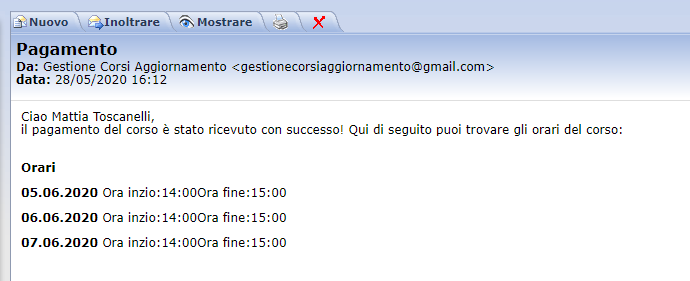 Nuovo Inoltrare Mostrare
Pagamento
Da: Gestione Corsi Aggiornamento <gestionecorsiaggiornamento@gmail.com>
data: 28/05/2020 16:12
Ciao Mattia Toscanelli,
il pagamento del corso è stato ricevuto con successo! Qui di seguito puoi trovare gli orari del corso:
Orari
05.06.2020 Ora inzio:14:00Ora fine:15:00
06.06.2020 Ora inzio:14:00Ora fine:15:00
07.06.2020 Ora inzio:14:00Ora fine:15:00